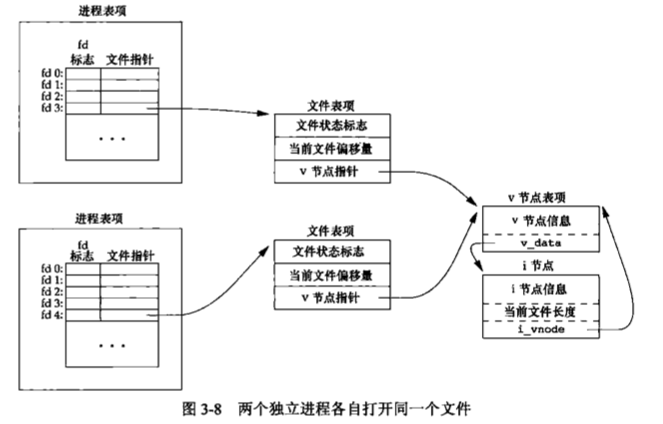 进程表项
fd
标志 文件指针
fd 0:
fd 1:
fd 2:
fd 3:
...
文件表项
文件状态标志
当前文件偏移量
v 节点指针
进程表项
fd
标志 文件指针
fd 0:
fd 1:
fd 2:
fd 3:
fd 4:
...
文件表项
文件状态标志
当前文件偏移量
v 节点指针
v 节点表项
v 节点信息
v_data
i 节点
i 节点信息
当前文件长度
i_vnode
图 3-8 两个独立进程各自打开同一个文件